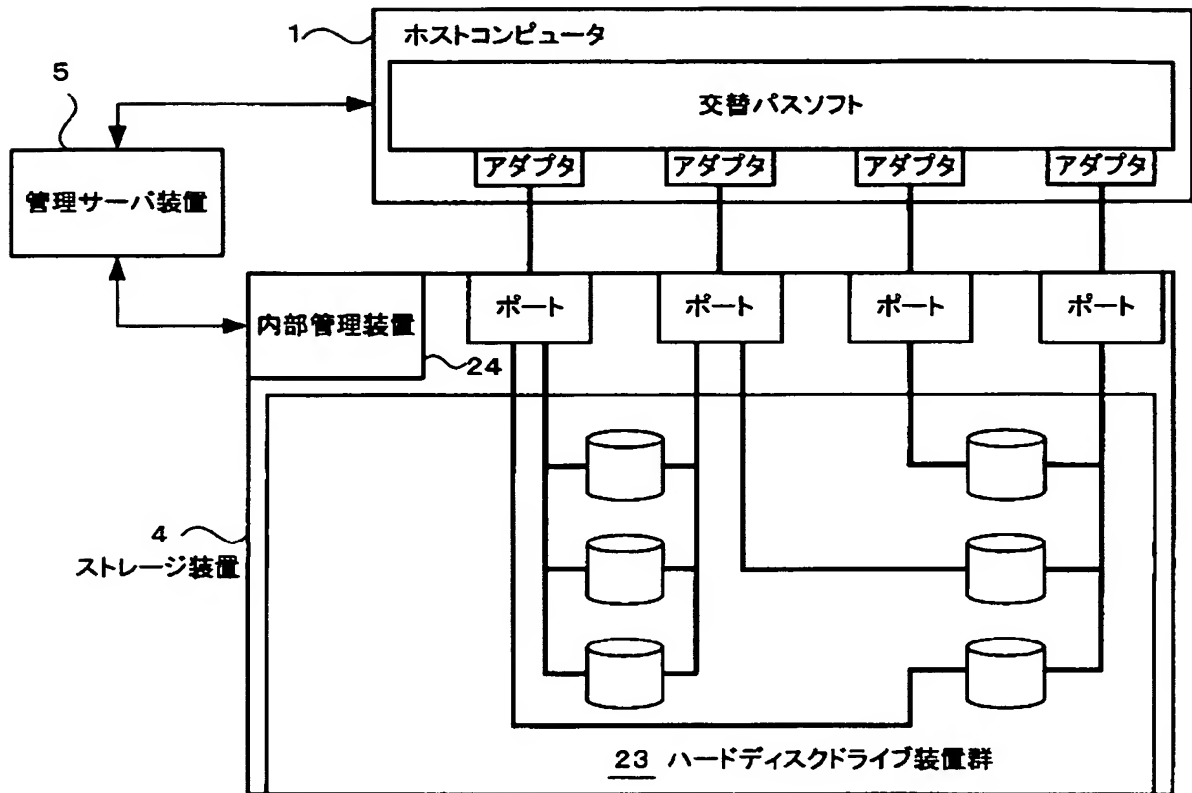 1
ホストコンピュータ
5
交替パスソフト
アダプタ
アダプタ
アダプタ
アダプタ
管理サーバ装置
ポート
ポート
ポート
ポート
内部管理装置
24
4
ストレージ装置
23 ハードディスクドライブ装置群